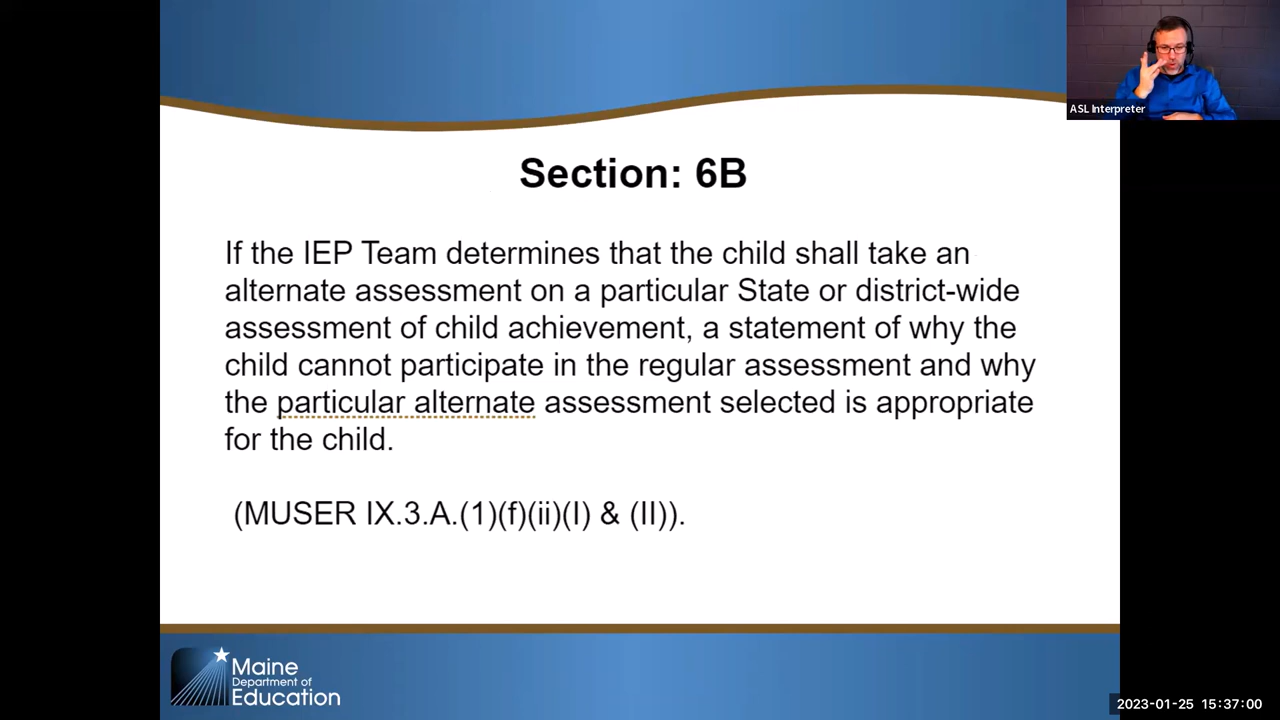 ASL Interpreter
Section: 6B
If the IEP Team determines that the child shall take an
alternate assessment on a particular State or district-wide
assessment of child achievement, a statement of why the
child cannot participate in the regular assessment and why
the particular alternate assessment selected is appropriate
for the child.
(MUSER IX.3.A.(1)(f)(ii)(I) & (II)).
Maine
Department of
Education
2023-01-25 15:37:00